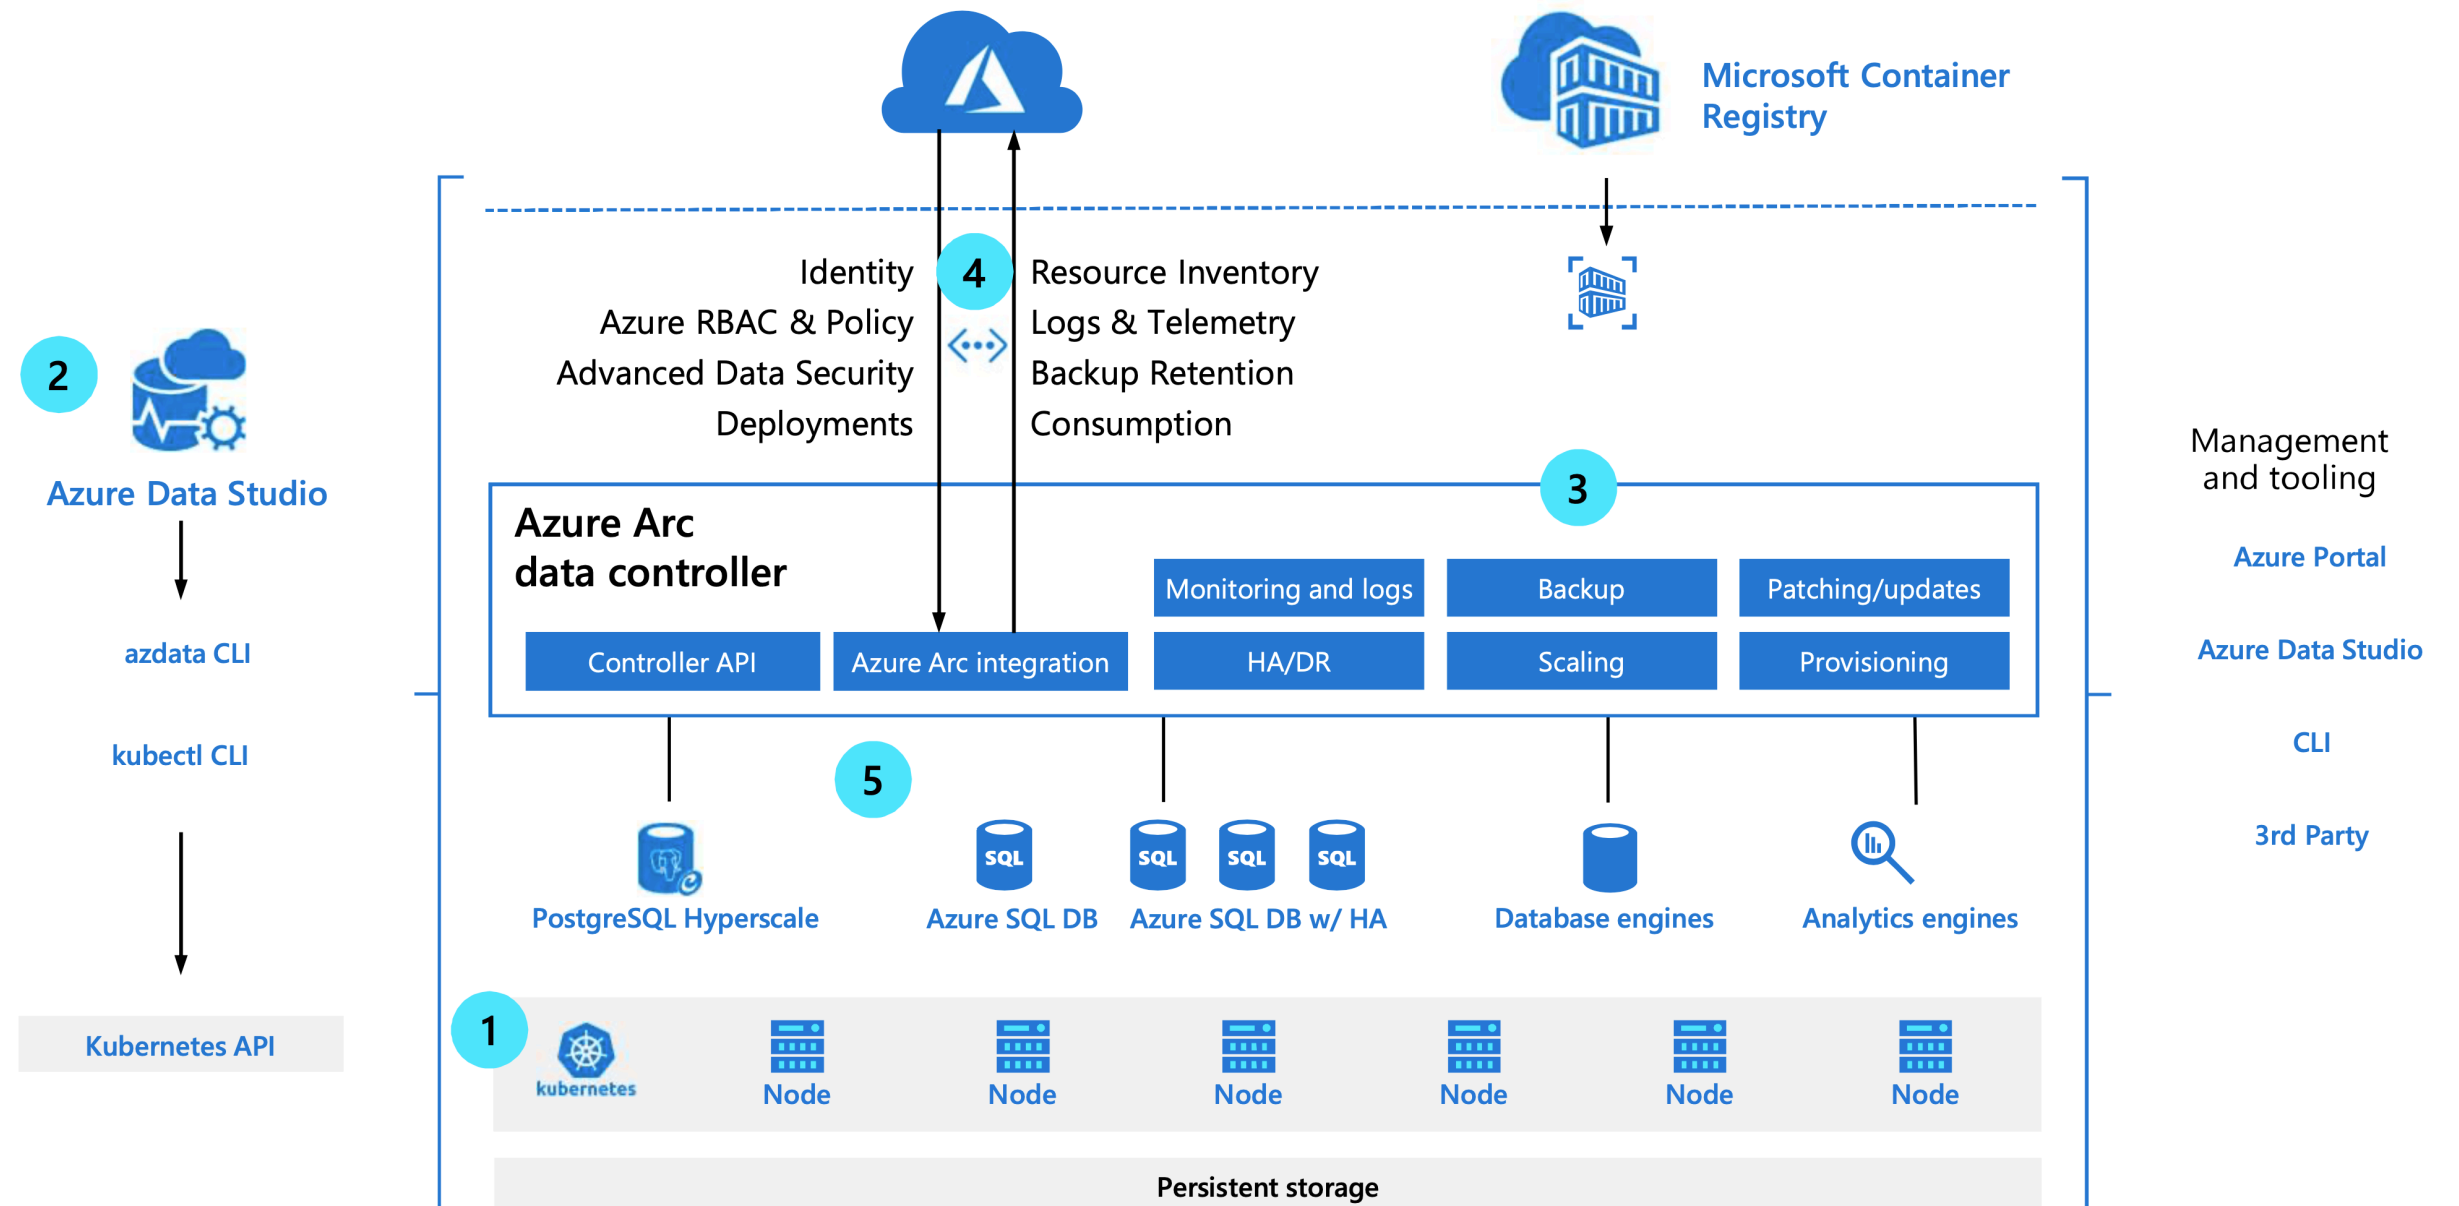 Microsoft Container
Registry
4
Identity
Azure RBAC & Policy
Advanced Data Security
Deployments
Resource Inventory
Logs & Telemetry
Backup Retention
Consumption
2
Azure Data Studio
azdata CLI
kubectl CLI
Kubernetes API
3
Azure Arc
data controller
Monitoring and logs
Backup
Patching/updates
Controller API
Azure Arc integration
HA/DR
Scaling
Provisioning
5
SQL
SQL
SQL
SQL
PostgreSQL Hyperscale
Azure SQL DB
Azure SQL DB w/ HA
Database engines
Analytics engines
1
kubernetes
Node
Node
Node
Node
Node
Node
Persistent storage
Management
and tooling
Azure Portal
Azure Data Studio
CLI
3rd Party